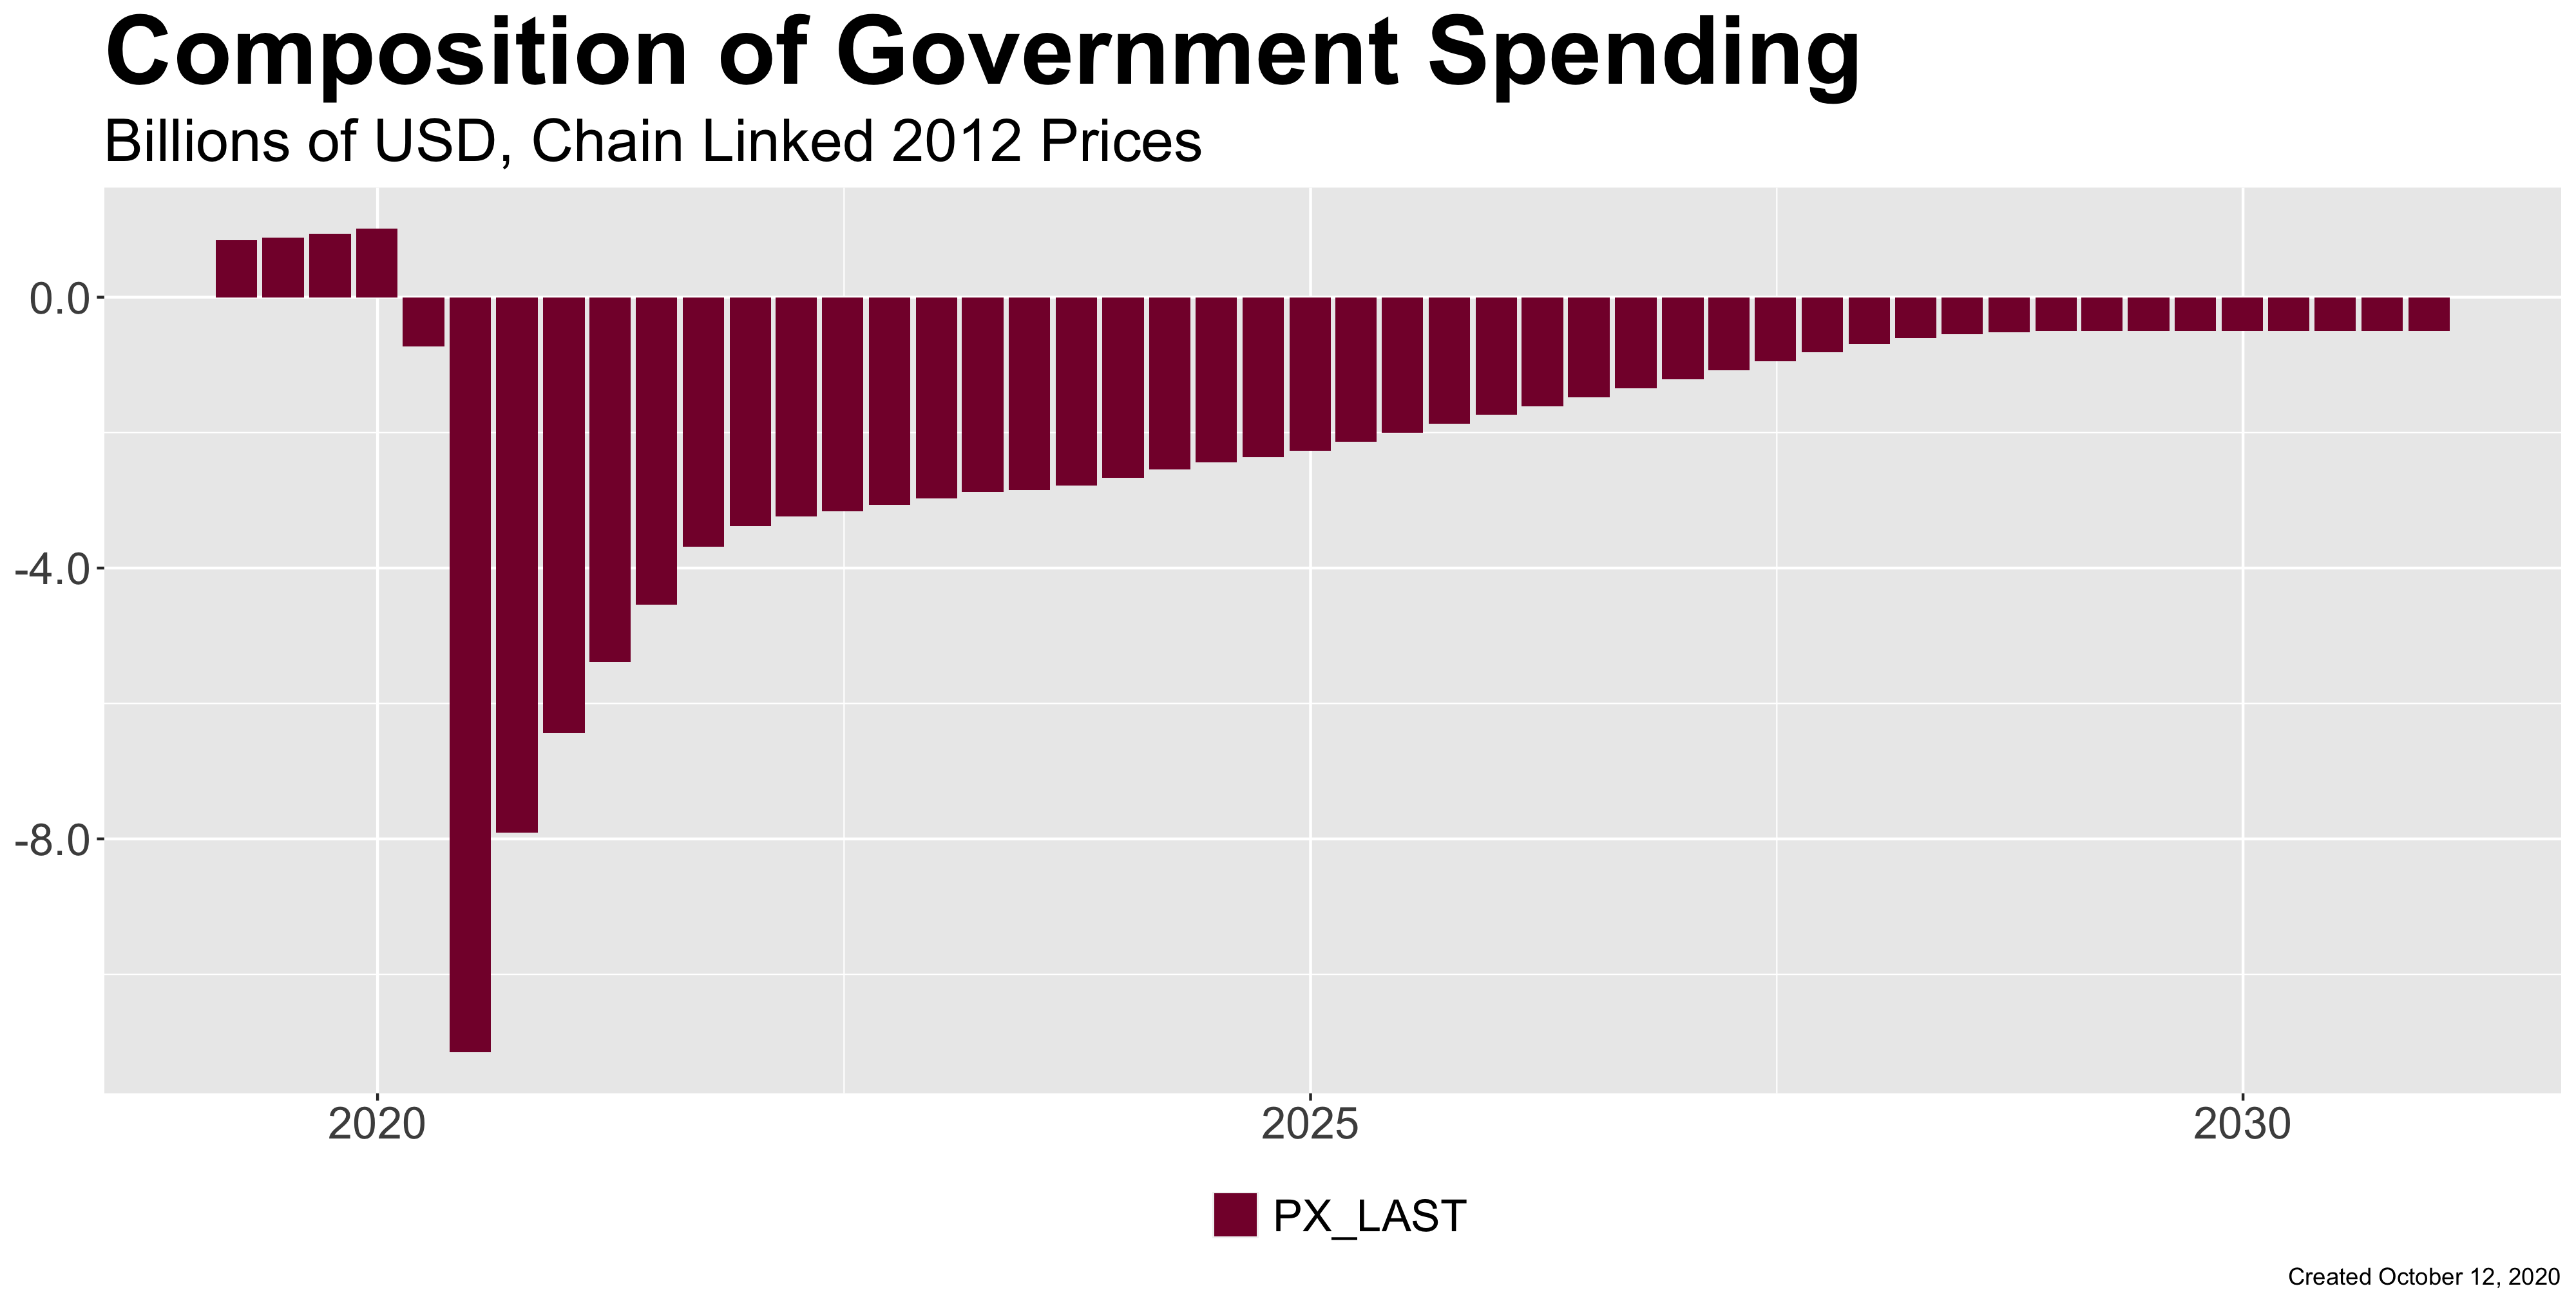 Composition of Government Spending
Billions of USD, Chain Linked 2012 Prices
0.0
-4.0
-8.0
2020
2025
2030
PX_LAST
Created October 12, 2020